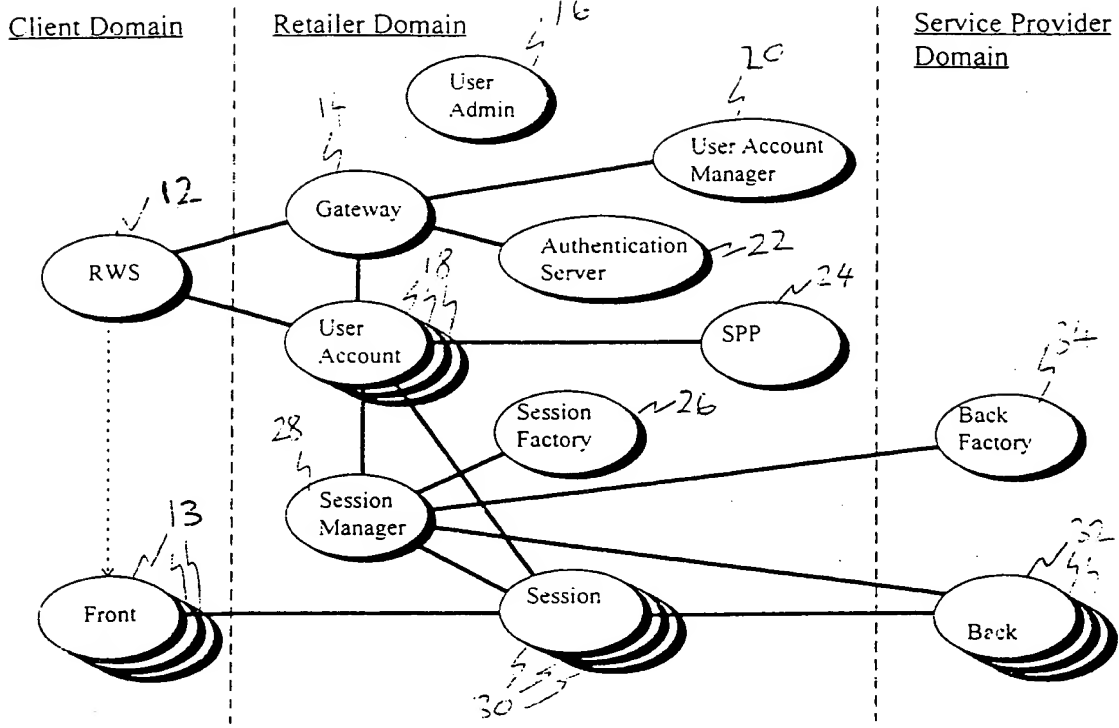 Client Domain
Retailer Domain
Service Provider
Domain
16
User
Admin
20
14
User Account
Manager
12
Gateway
RWS
Authentication
Server
22
18
24
User
Account
SPP
34
Session
Factory
26
Back
Factory
28
Session
Manager
13
32
Front
Session
Back
30